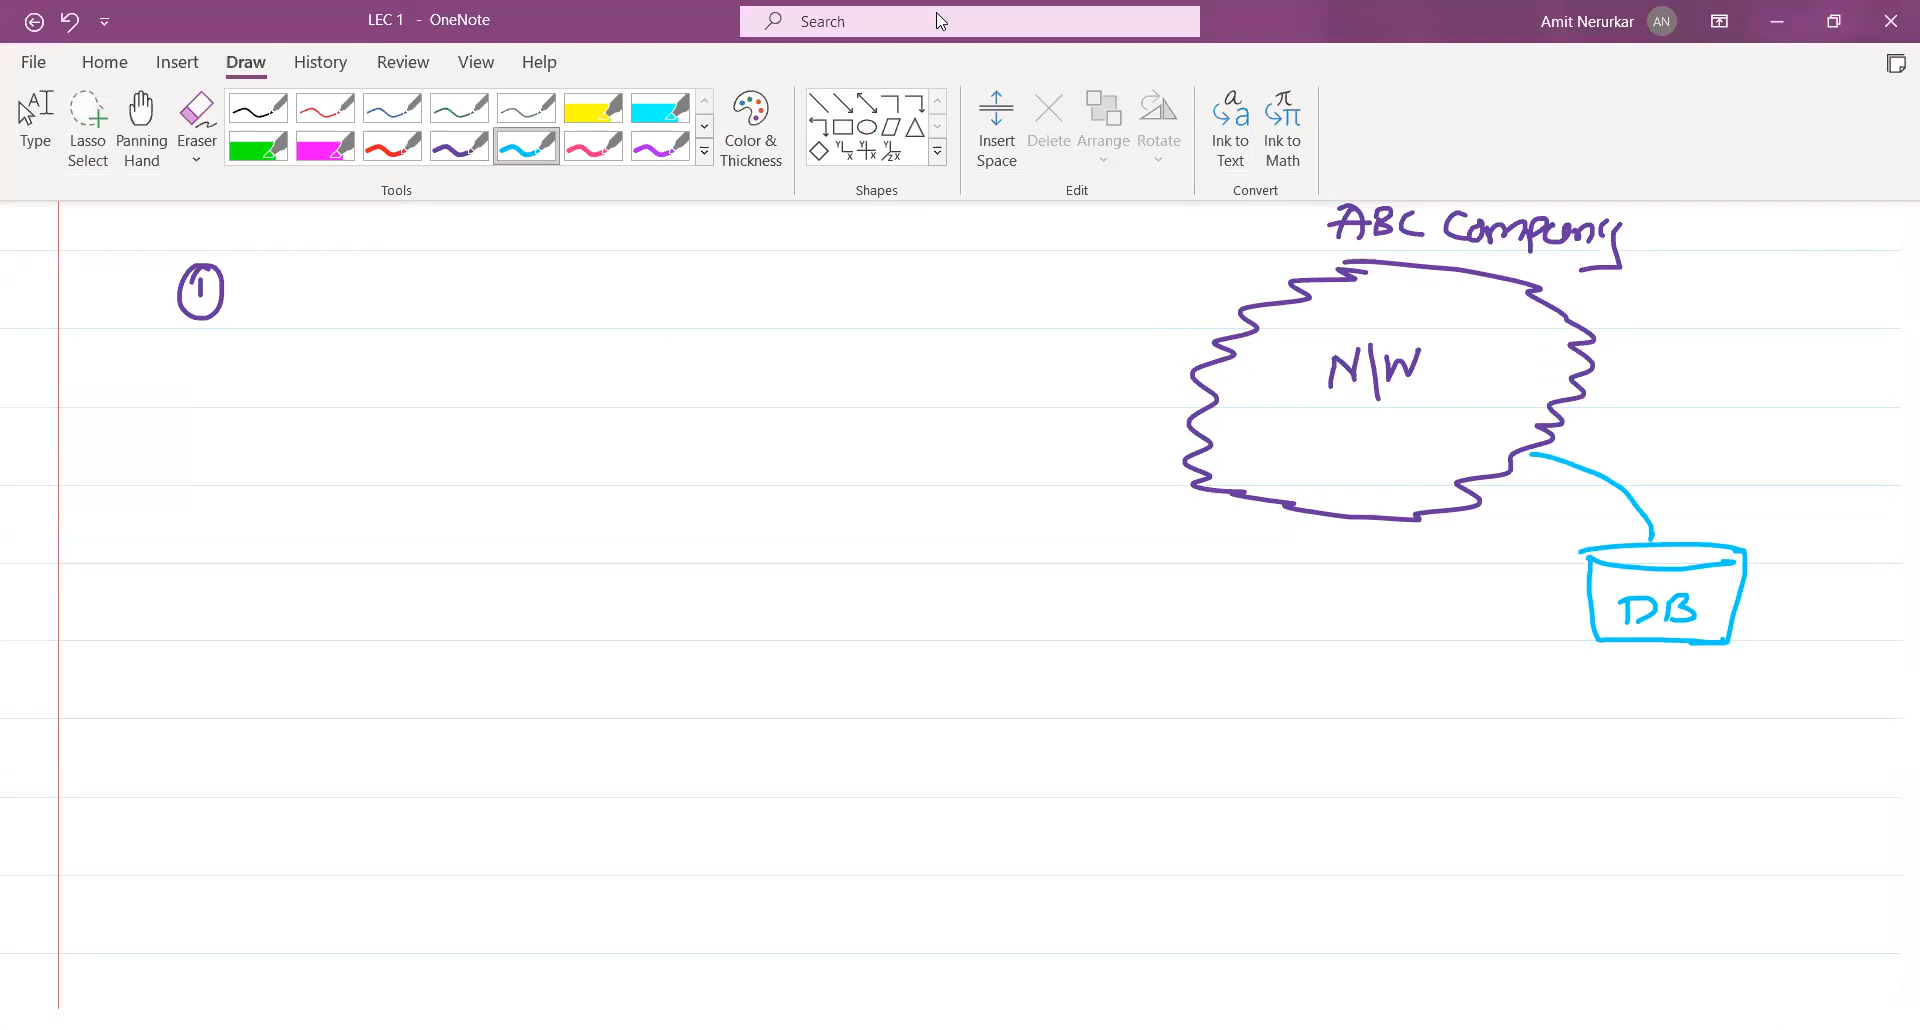 LEC 1 - OneNote
Search
Amit Nerurkar AN
File Home Insert Draw History Review View Help
Type
Lasso Select
Panning Hand
Eraser
Color & Thickness
Insert Space
Delete
Arrange
Rotate
Ink to Text
Ink to Math
Tools
Shapes
Edit
Convert
ABC Company
1
N/W
DB